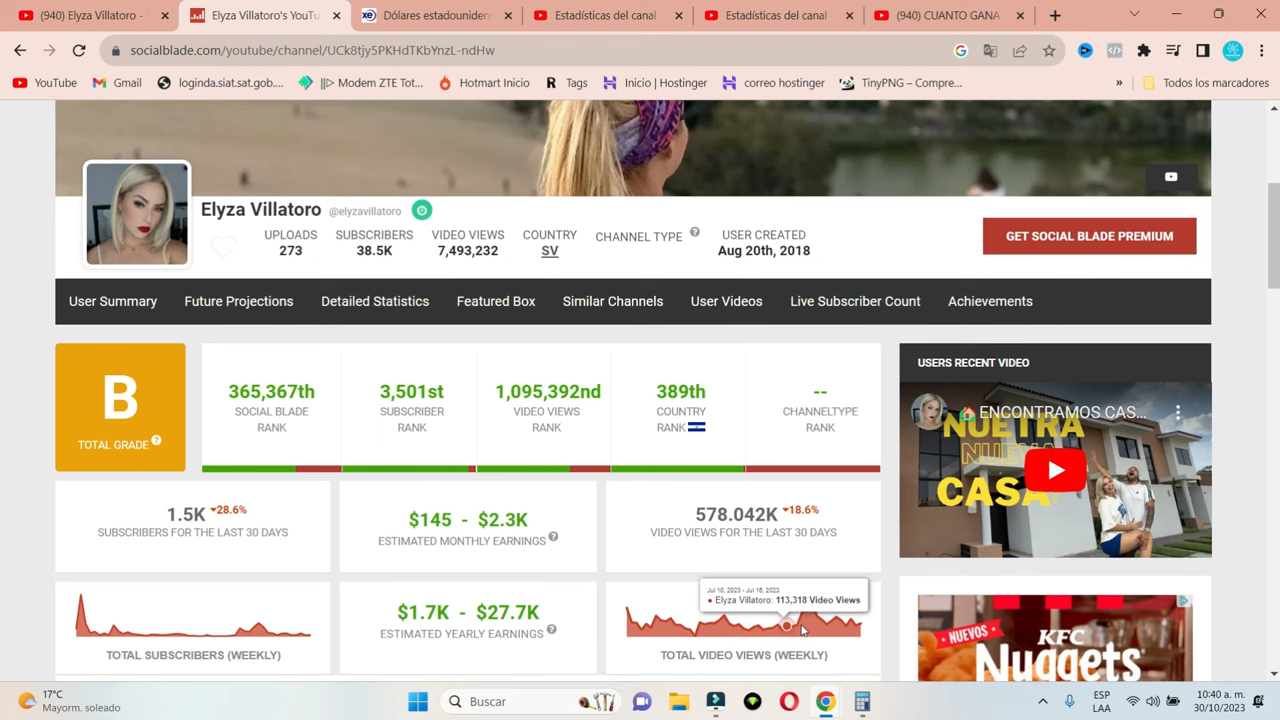 (940) Elyza Villatoro -
Elyza Villatoro's YouTu
Dólares estadouniden
Estadísticas del canal
Estadísticas del canal
(940) CUANTO GANA
socialblade.com/youtube/channel/UCk8tjy5PKHdTKbYnzL-ndHw
YouTube
Gmail
loginda.siat.sat.gob....
||▷ Modem ZTE Tot...
Hotmart Inicio
Tags
Inicio | Hostinger
correo hostinger
TinyPNG – Compre...
»
Todos los marcadores
Elyza Villatoro @elyzavillatoro
UPLOADS
273
SUBSCRIBERS
38.5K
VIDEO VIEWS
7,493,232
COUNTRY
SV
CHANNEL TYPE ?
USER CREATED
Aug 20th, 2018
GET SOCIAL BLADE PREMIUM
User Summary
Future Projections
Detailed Statistics
Featured Box
Similar Channels
User Videos
Live Subscriber Count
Achievements
B
TOTAL GRADE ?
365,367th
SOCIAL BLADE
RANK
3,501st
SUBSCRIBER
RANK
1,095,392nd
VIDEO VIEWS
RANK
389th
COUNTRY
RANK
--
CHANNELTYPE
RANK
USERS RECENT VIDEO
ENCONTRAMOS CAS...
NUETRA
NUEVA
CASA
1.5K 28.6%
SUBSCRIBERS FOR THE LAST 30 DAYS
$145 - $2.3K
ESTIMATED MONTHLY EARNINGS ?
578.042K 18.6%
VIDEO VIEWS FOR THE LAST 30 DAYS
TOTAL SUBSCRIBERS (WEEKLY)
$1.7K - $27.7K
ESTIMATED YEARLY EARNINGS ?
Jul 10, 2023 - Jul 16, 2023
Elyza Villatoro: 113,318 Video Views
TOTAL VIDEO VIEWS (WEEKLY)
¡NUEVOS
KFC
Nuggets
17°C
Mayorm. soleado
Buscar
ESP
LAA
10:40 a. m.
30/10/2023